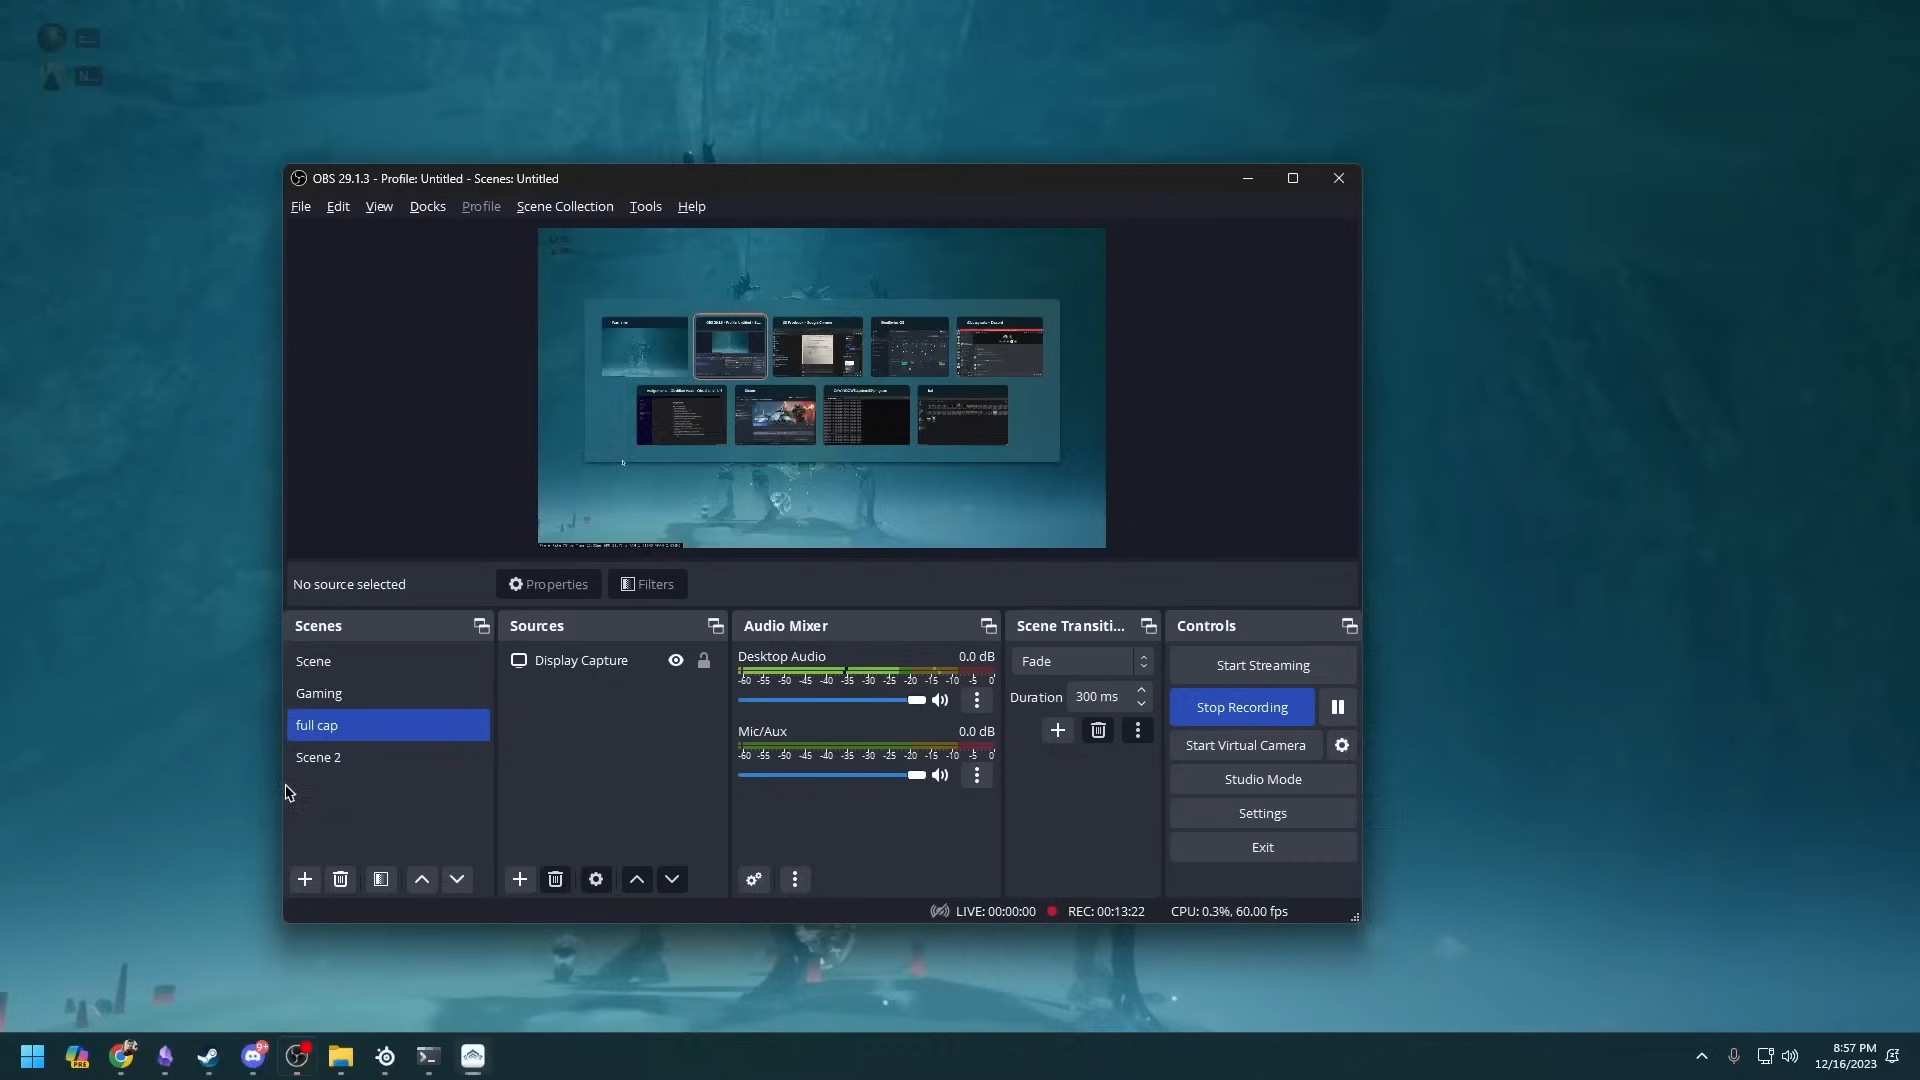 N...
OBS 29.1.3 - Profile: Untitled - Scenes: Untitled
File Edit View Docks Profile Scene Collection Tools Help
No source selected
Properties
Filters
Scenes
Scene
Gaming
full cap
Scene 2
Sources
Display Capture
Audio Mixer
Desktop Audio 0.0 dB
-60 -55 -50 -45 -40 -35 -30 -25 -20 -15 -10 -5 0
Mic/Aux 0.0 dB
-60 -55 -50 -45 -40 -35 -30 -25 -20 -15 -10 -5 0
Scene Transiti...
Fade
Duration 300 ms
Controls
Start Streaming
Stop Recording
Start Virtual Camera
Studio Mode
Settings
Exit
LIVE: 00:00:00 REC: 00:13:22 CPU: 0.3%, 60.00 fps
PRE
9+
8:57 PM
12/16/2023